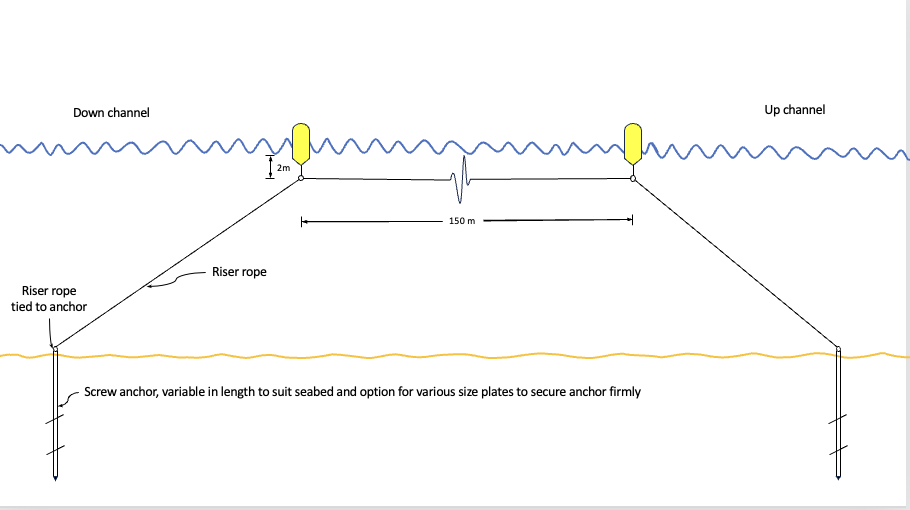 Down channel
Up channel
2m
150 m
Riser rope
Riser rope
tied to anchor
Screw anchor, variable in length to suit seabed and option for various size plates to secure anchor firmly